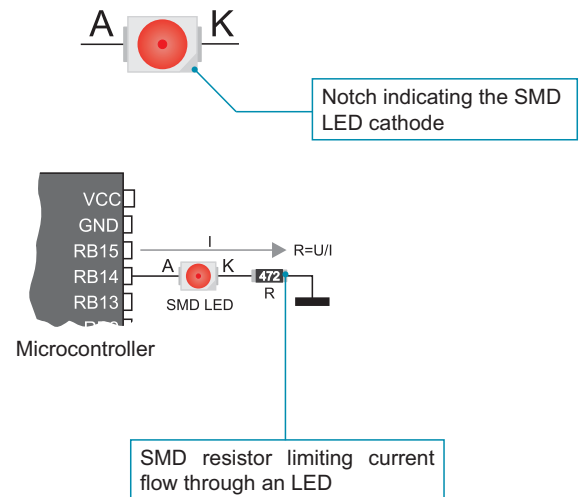 A K
Notch indicating the SMD
LED cathode
VCC
GND
RB15 I R=U/I
RB14 A K 472
RB13 SMD LED R
Microcontroller
SMD resistor limiting current
flow through an LED